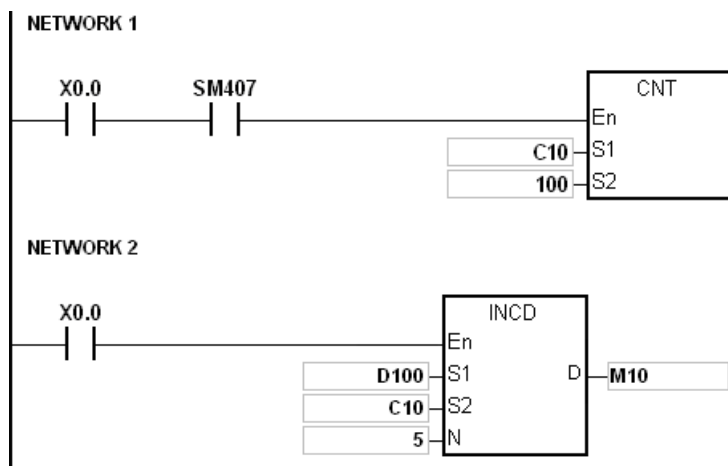 NETWORK 1
X0.0 SM407 CNT
En
C10 S1
100 S2
NETWORK 2
X0.0 INCD
En
D100 S1 D M10
C10 S2
5 N